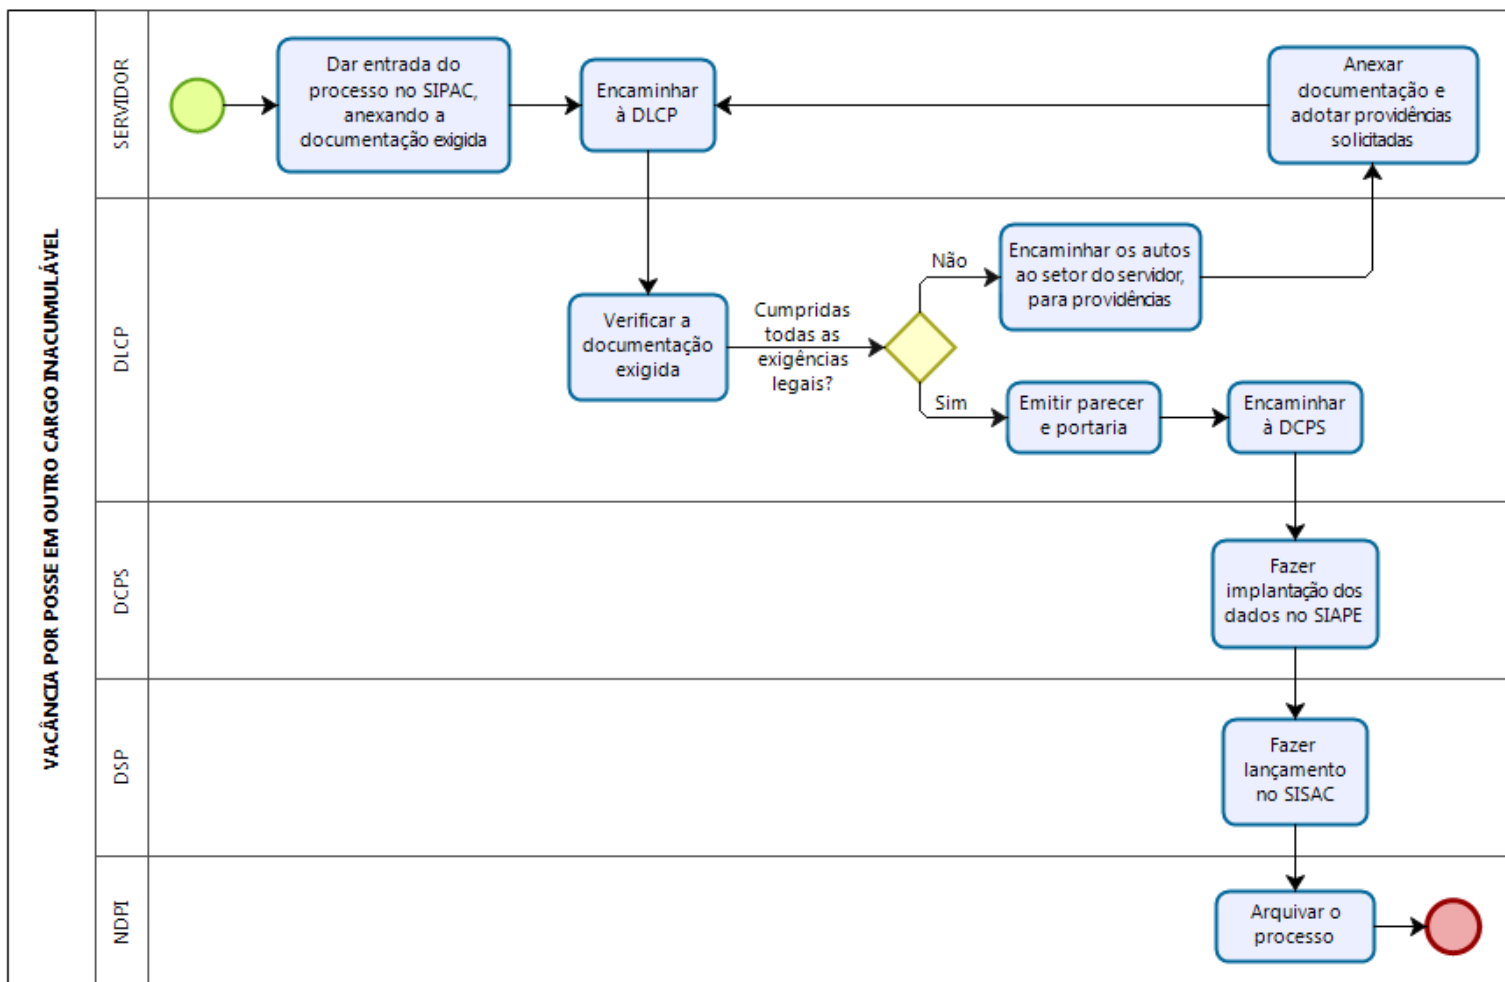 VACÂNCIA POR POSSE EM OUTRO CARGO INACUMULÁVEL
SERVIDOR
Dar entrada do
processo no SIPAC,
anexando a
documentação exigida
Encaminhar
à DLCP
Anexar
documentação e
adotar providências
solicitadas
DLCP
Verificar a
documentação
exigida
Cumpridas
todas as
exigências
legais?
Não
Encaminhar os autos
ao setor do servidor,
para providências
Sim
Emitir parecer
e portaria
Encaminhar
à DCPS
DCPS
Fazer
implantação dos
dados no SIAPE
DSP
Fazer
lançamento
no SISAC
NDPI
Arquivar o
processo